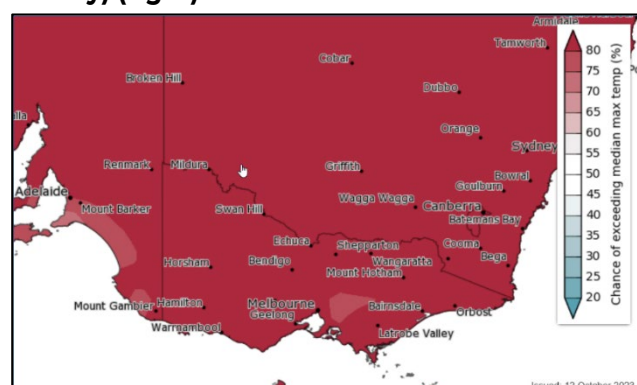 Armidale
Tamworth
Cobar
Broken Hill
Dubbo
Orange
Sydney
Renmark
Mildura
Griffith
Bowral
Goulburn
Adelaide
Mount Barker
Wagga Wagga
Canberra
Swan Hill
Batemans Bay
Echuca
Shepparton
Cooma
Horsham
Bendigo
Wangaratta
Bega
Mount Hotham
Mount Gambier
Hamilton
Melbourne
Bairnsdale
Orbost
Geelong
Warrnambool
Latrobe Valley
80
75
70
65
60
55
50
45
40
35
30
25
20
Chance of exceeding median max temp (%)